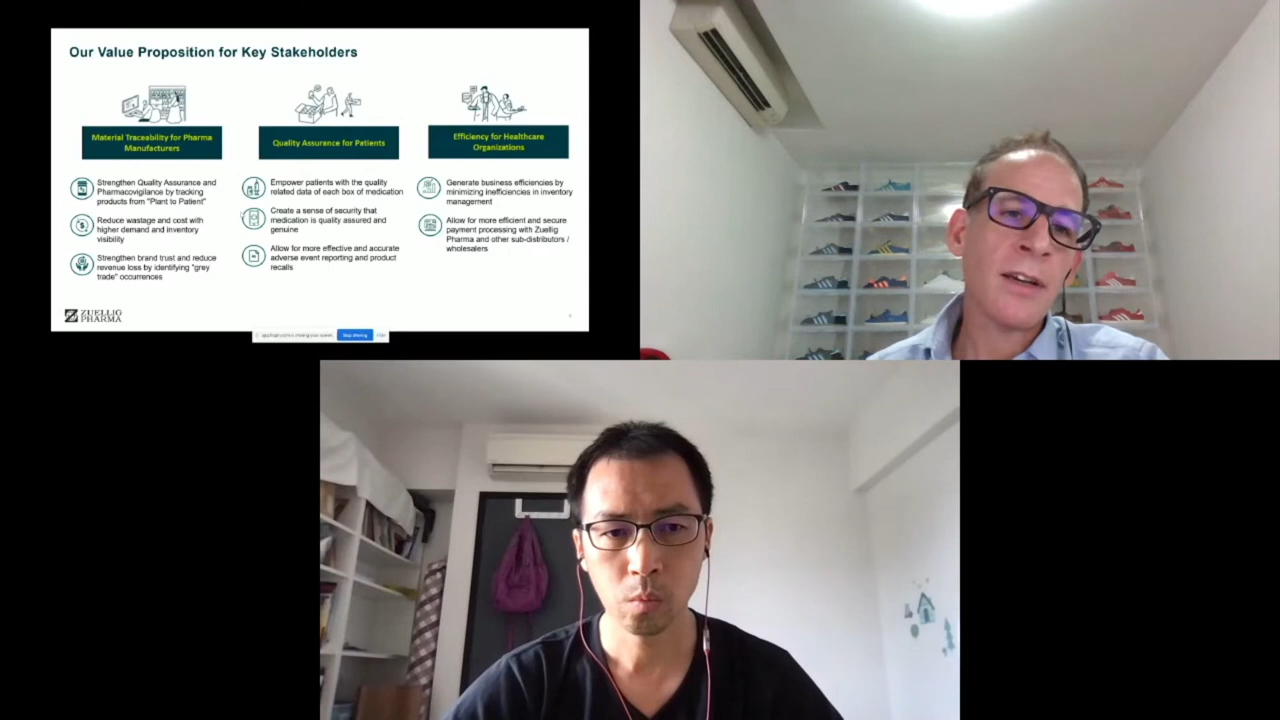 Our Value Proposition for Key Stakeholders
Material Traceability for Pharma
Manufacturers
Strengthen Quality Assurance and
Pharmacovigilance by tracking
products from "Plant to Patient"
Reduce wastage and cost with
higher demand and inventory
visibility
Strengthen brand trust and reduce
revenue loss by identifying "grey
trade" occurrences
Quality Assurance for Patients
Empower patients with the quality
related data of each box of medication
Create a sense of security that
medication is quality assured and
genuine
Allow for more effective and accurate
adverse event reporting and product
recalls
Efficiency for Healthcare
Organizations
Generate business efficiencies by
minimizing inefficiencies in inventory
management
Allow for more efficient and secure
payment processing with Zuellig
Pharma and other sub-distributors /
wholesalers
ZUELLIG
PHARMA
is sharing your screen.
Stop sharing
Hide